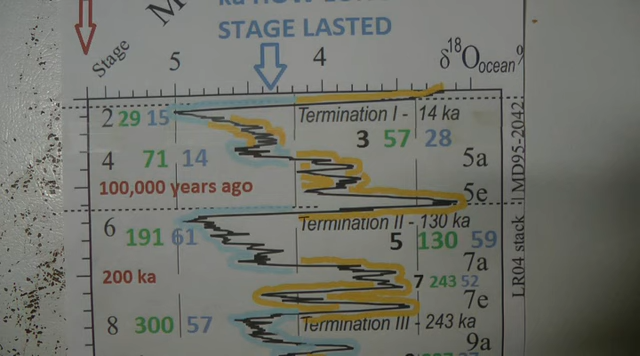 STAGE LASTED
Stage 5 4 δ18Oocean
2 29 15 Termination I - 14 ka
3 57 28
4 71 14 5a
100,000 years ago 5e
6 Termination II - 130 ka
191 61 5 130 59
7a
200 ka 7 243 52
7e
8 300 57 Termination III - 243 ka
9a
LR04 stack MD95-2042